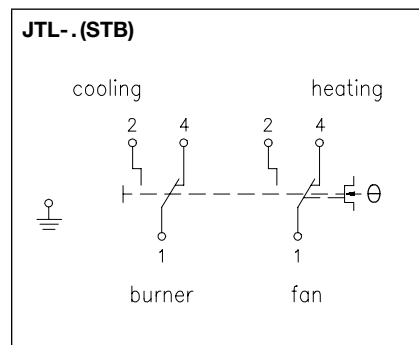 JTL-.(STB)
cooling heating
2 4 2 4
θ
1 1
burner fan